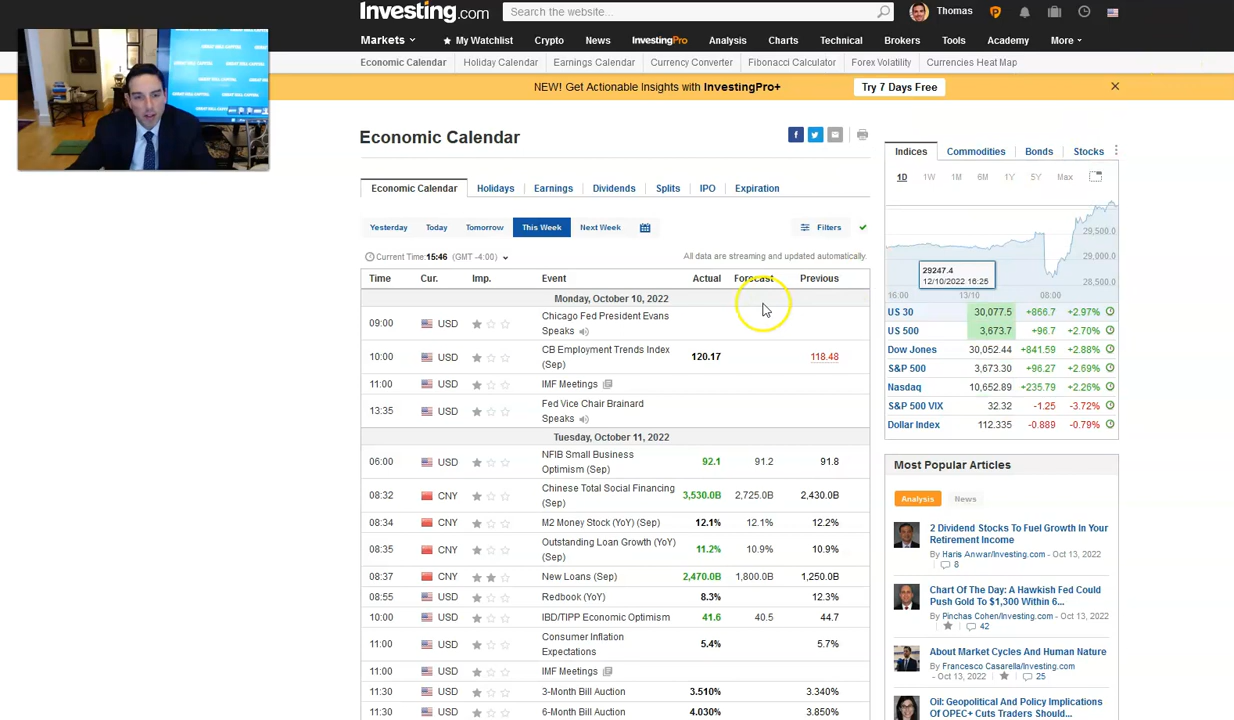 Investing.com
Search the website...
Thomas
Markets
My Watchlist
Crypto
News
InvestingPro
Analysis
Charts
Technical
Brokers
Tools
Academy
More
Economic Calendar
Holiday Calendar
Earnings Calendar
Currency Converter
Fibonacci Calculator
Forex Volatility
Currencies Heat Map
NEW! Get Actionable Insights with InvestingPro+
Try 7 Days Free
Economic Calendar
Economic Calendar
Holidays
Earnings
Dividends
Splits
IPO
Expiration
Yesterday
Today
Tomorrow
This Week
Next Week
Filters
Current Time: 15:46 (GMT -4:00)
All data are streaming and updated automatically.
Time Cur. Imp. Event Actual Forecast Previous
Monday, October 10, 2022
09:00 USD Chicago Fed President Evans
Speaks
10:00 USD CB Employment Trends Index 120.17 118.48
(Sep)
11:00 USD IMF Meetings
13:35 USD Fed Vice Chair Brainard
Speaks
Tuesday, October 11, 2022
06:00 USD NFIB Small Business 92.1 91.2 91.8
Optimism (Sep)
08:32 CNY Chinese Total Social Financing 3,530.0B 2,725.0B 2,430.0B
(Sep)
08:34 CNY M2 Money Stock (YoY) (Sep) 12.1% 12.1% 12.2%
08:35 CNY Outstanding Loan Growth (YoY) 11.2% 10.9% 10.9%
(Sep)
08:37 CNY New Loans (Sep) 2,470.0B 1,800.0B 1,250.0B
08:55 USD Redbook (YoY) 8.3% 12.3%
10:00 USD IBD/TIPP Economic Optimism 41.6 40.5 44.7
11:00 USD Consumer Inflation 5.4% 5.7%
Expectations
11:00 USD IMF Meetings
11:30 USD 3-Month Bill Auction 3.510% 3.340%
11:30 USD 6-Month Bill Auction 4.030% 3.850%
Indices
Commodities
Bonds
Stocks
1D 1W 1M 6M 1Y 5Y Max
29,500.0
29,000.0
28,500.0
29247.4
12/10/2022 16:25
16:00 13/10 08:00
US 30 30,077.5 +866.7 +2.97%
US 500 3,673.7 +96.7 +2.70%
Dow Jones 30,052.44 +841.59 +2.88%
S&P 500 3,673.30 +96.27 +2.69%
Nasdaq 10,652.89 +235.79 +2.26%
S&P 500 VIX 32.32 -1.25 -3.72%
Dollar Index 112.335 -0.889 -0.79%
Most Popular Articles
Analysis
News
2 Dividend Stocks To Fuel Growth In Your
Retirement Income
By Haris Anwar/Investing.com - Oct 13, 2022
8
Chart Of The Day: A Hawkish Fed Could
Push Gold To $1,300 Within 6...
By Pinchas Cohen/Investing.com - Oct 13, 2022
42
About Market Cycles And Human Nature
By Francesco Casarella/Investing.com
- Oct 13, 2022
25
Oil: Geopolitical And Policy Implications
Of OPEC+ Cuts Traders Should...